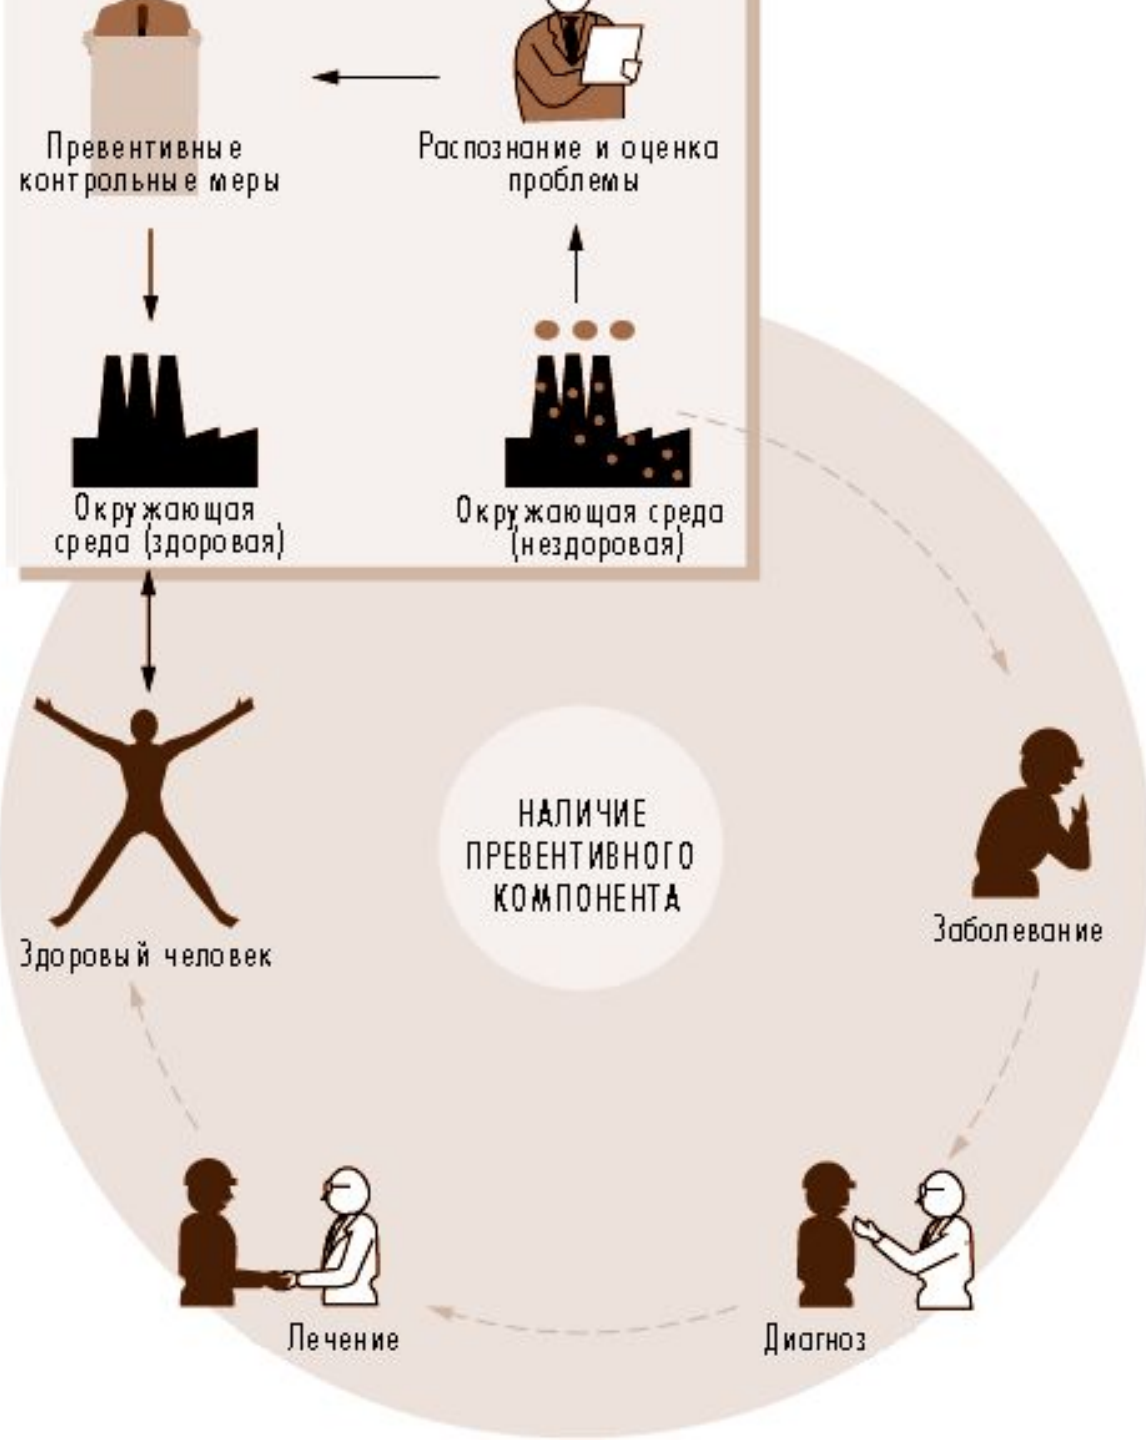 Превентивные
контрольные меры
Распознание и оценка
проблемы
Окружающая
среда (здоровая)
Окружающая среда
(нездоровая)
НАЛИЧИЕ
ПРЕВЕНТИВНОГО
КОМПОНЕНТА
Здоровый человек
Заболевание
Лечение
Диагноз